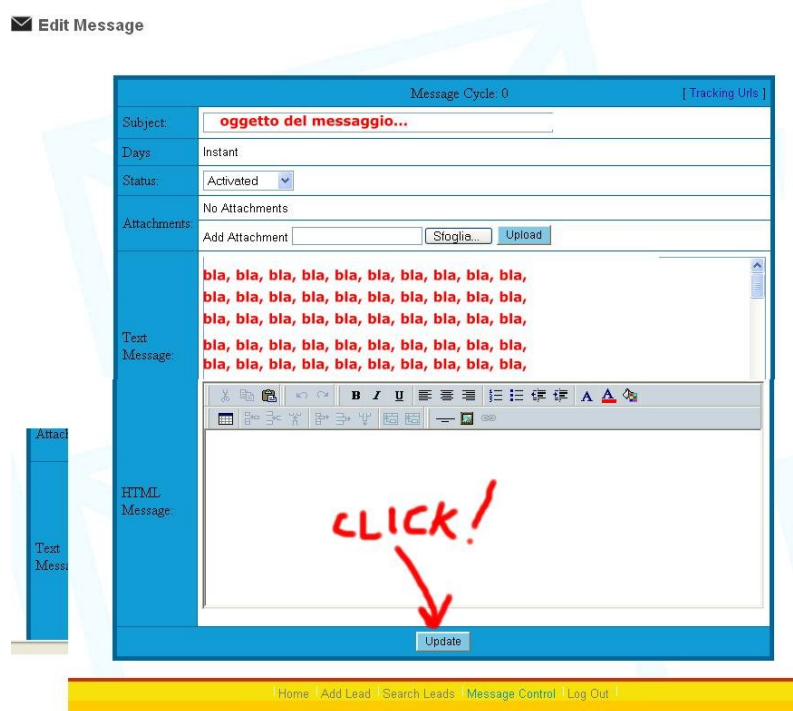 Edit Message
Message Cycle: 0 [ Tracking Urls ]
Subject: oggetto del messaggio...
Days Instant
Status: Activated
Attachments: No Attachments
Add Attachment Sfoglia... Upload
Text Message:
bla, bla, bla, bla, bla, bla, bla, bla, bla, bla,
bla, bla, bla, bla, bla, bla, bla, bla, bla, bla,
bla, bla, bla, bla, bla, bla, bla, bla, bla, bla,
bla, bla, bla, bla, bla, bla, bla, bla, bla, bla,
bla, bla, bla, bla, bla, bla, bla, bla, bla, bla,
B I U A A
HTML Message:
CLICK!
Update
Attach
Text
Messa
Home Add Lead Search Leads Message Control Log Out